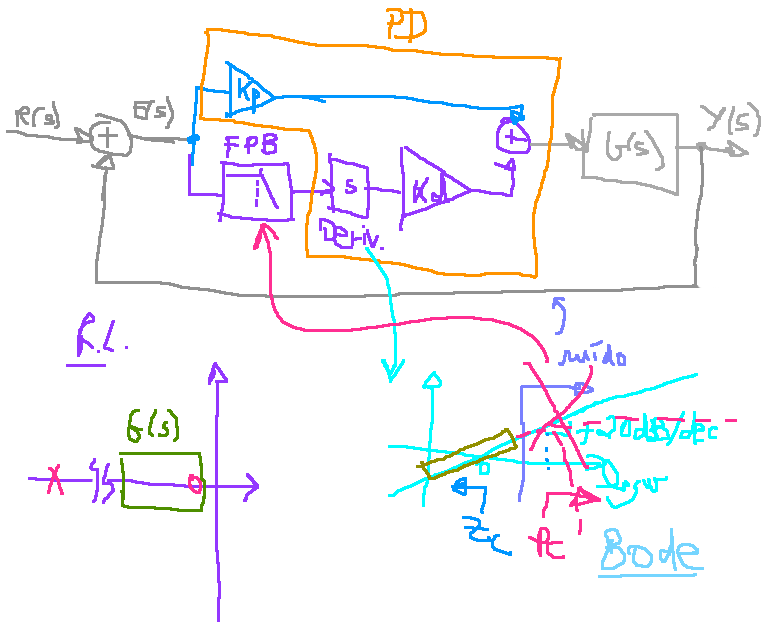 PD
R(s)
E(s)
Kp
+
+
G(s)
Y(s)
FPB
s
Kd
Deriv.
R.L.
ruído
G(s)
+20dB/dec
zc
Pc
Bode